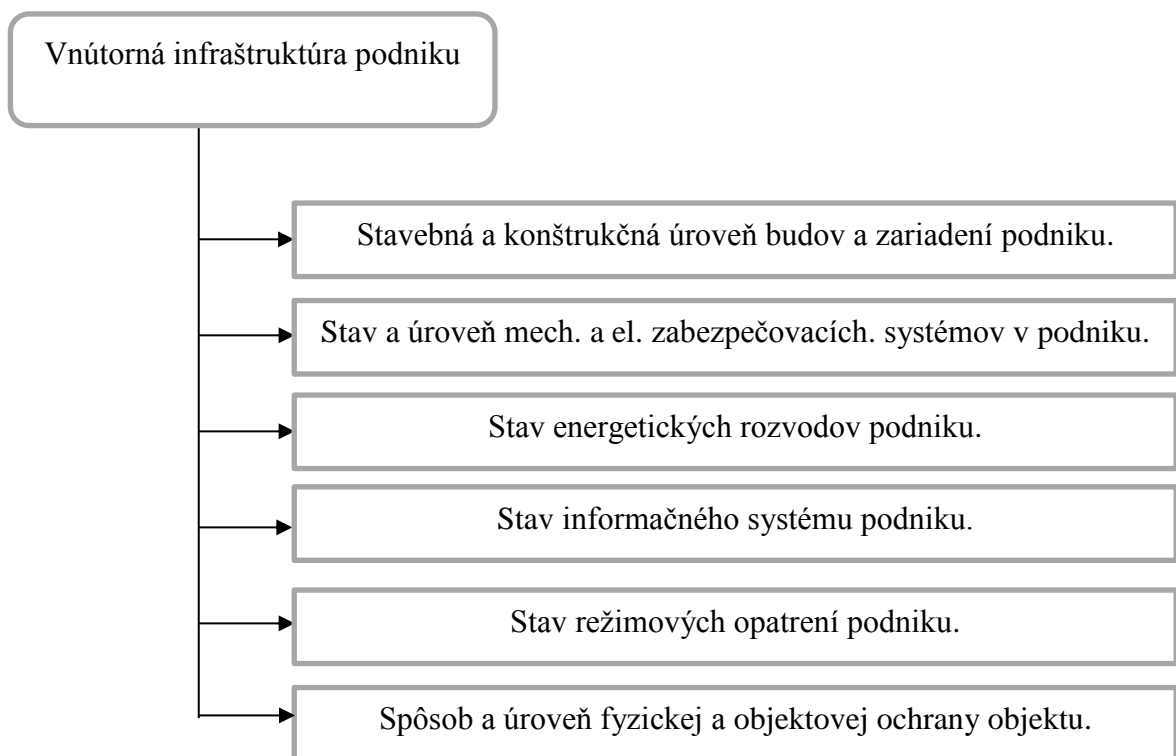 Vnútorná infraštruktúra podniku
Stavebná a konštrukčná úroveň budov a zariadení podniku.
Stav a úroveň mech. a el. zabezpečovacích. systémov v podniku.
Stav energetických rozvodov podniku.
Stav informačného systému podniku.
Stav režimových opatrení podniku.
Spôsob a úroveň fyzickej a objektovej ochrany objektu.